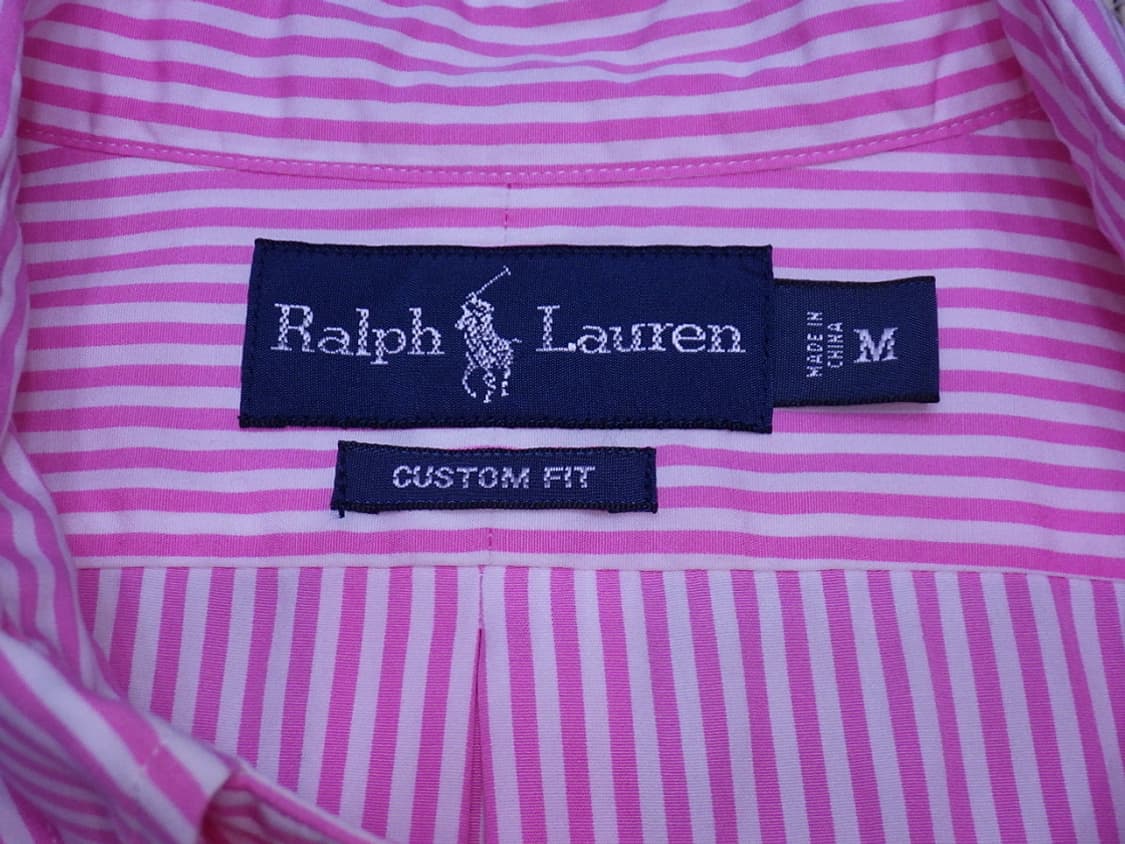 Ralph Lauren
MADE IN
CHINA
M
CUSTOM FIT